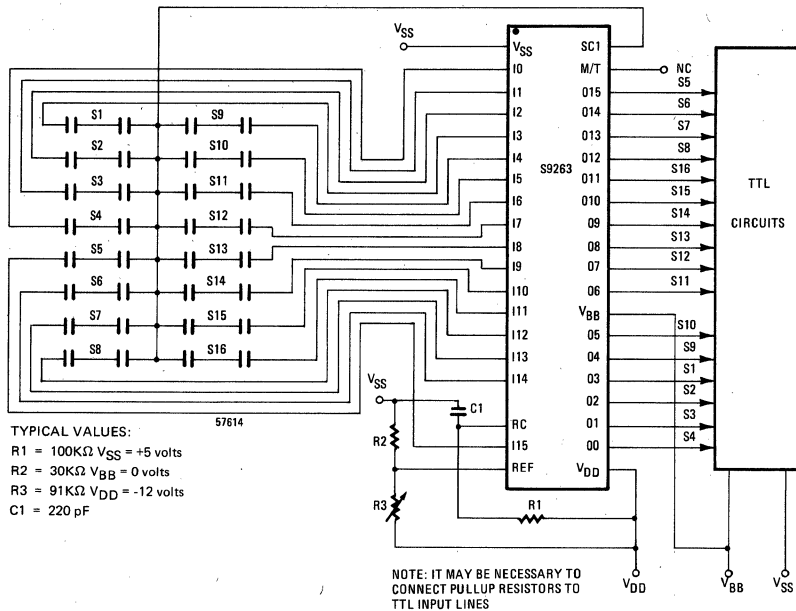 VSS
VSS
SC1
I0
M/T
NC
I1
O15
S5
I2
O14
S6
I3
O13
S7
I4
O12
S8
I5
S9263
O11
S16
I6
O10
S15
I7
O9
S14
I8
O8
S13
I9
O7
S12
I10
O6
S11
I11
VBB
I12
O5
S10
I13
O4
S9
I14
O3
S1
O2
S2
RC
O1
S3
I15
O0
S4
REF
VDD
TTL
CIRCUITS
S1
S9
S2
S10
S3
S11
S4
S12
S5
S13
S6
S14
S7
S15
S8
S16
57614
VSS
C1
R2
R3
R1
VDD
VBB
VSS
TYPICAL VALUES:
R1 = 100KΩ VSS = +5 volts
R2 = 30KΩ VBB = 0 volts
R3 = 91KΩ VDD = -12 volts
C1 = 220 pF
NOTE: IT MAY BE NECESSARY TO
CONNECT PULLUP RESISTORS TO
TTL INPUT LINES